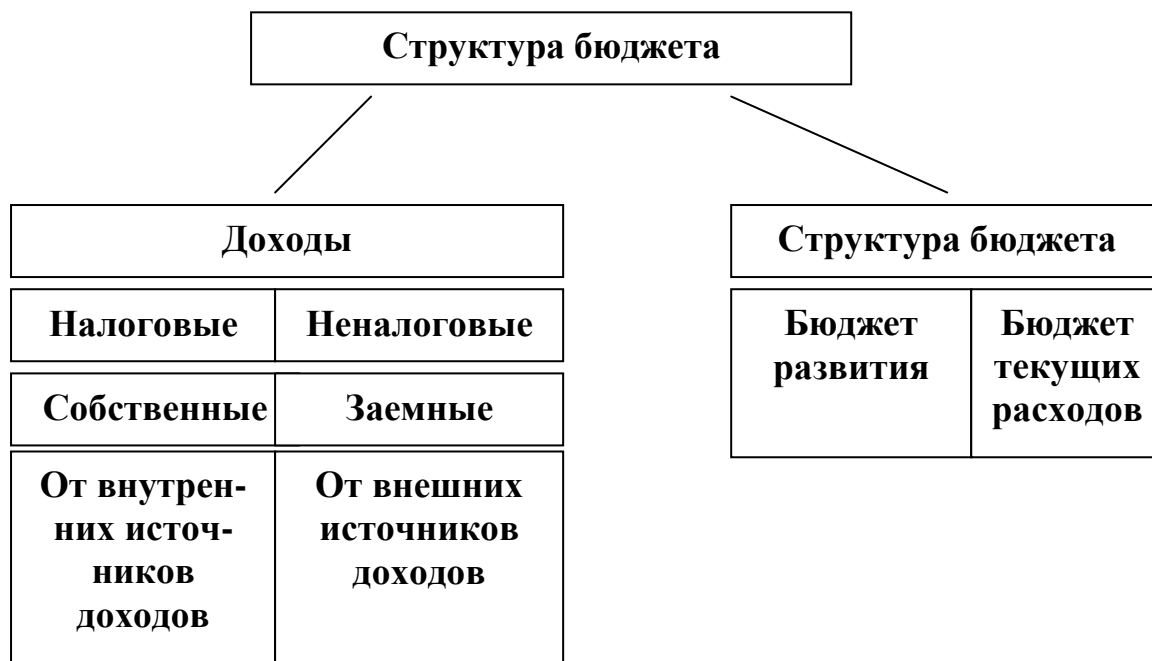 Структура бюджета
Доходы
Структура бюджета
Налоговые
Неналоговые
Собственные
Заемные
От внутрен-
них источ-
ников
доходов
От внешних
источников
доходов
Бюджет
развития
Бюджет
текущих
расходов